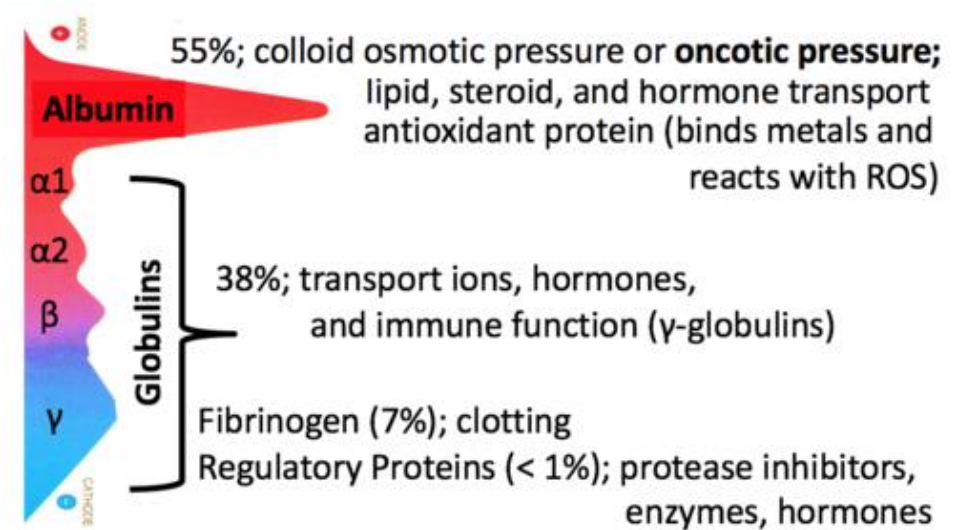 ANODE
+
55%; colloid osmotic pressure or oncotic pressure;
Albumin
lipid, steroid, and hormone transport
antioxidant protein (binds metals and
reacts with ROS)
α1
α2
β
γ
Globulins
38%; transport ions, hormones,
and immune function (γ-globulins)
Fibrinogen (7%); clotting
Regulatory Proteins (< 1%); protease inhibitors,
enzymes, hormones
-
CATHODE